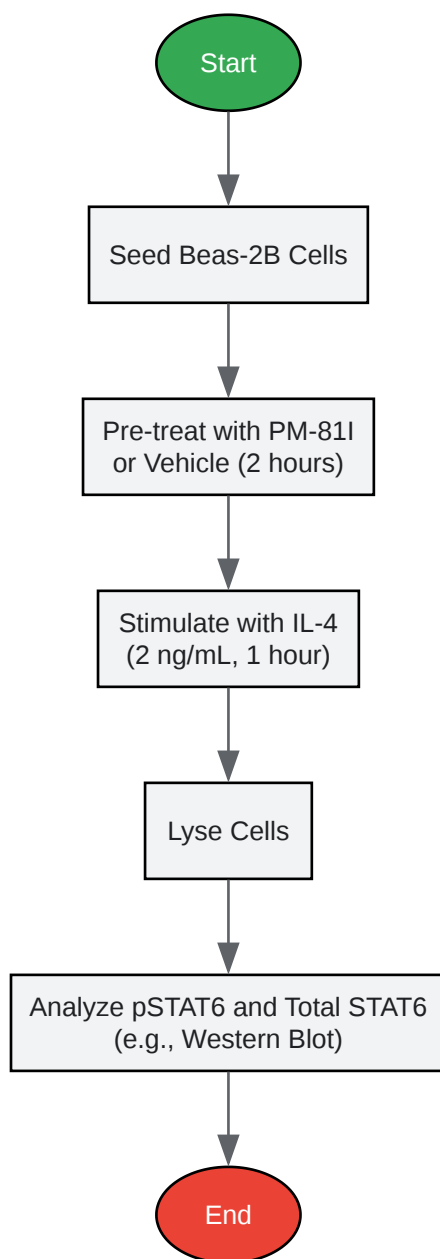 Start
Seed Beas-2B Cells
Pre-treat with PM-81I
or Vehicle (2 hours)
Stimulate with IL-4
(2 ng/mL, 1 hour)
Lyse Cells
Analyze pSTAT6 and Total STAT6
(e.g., Western Blot)
End